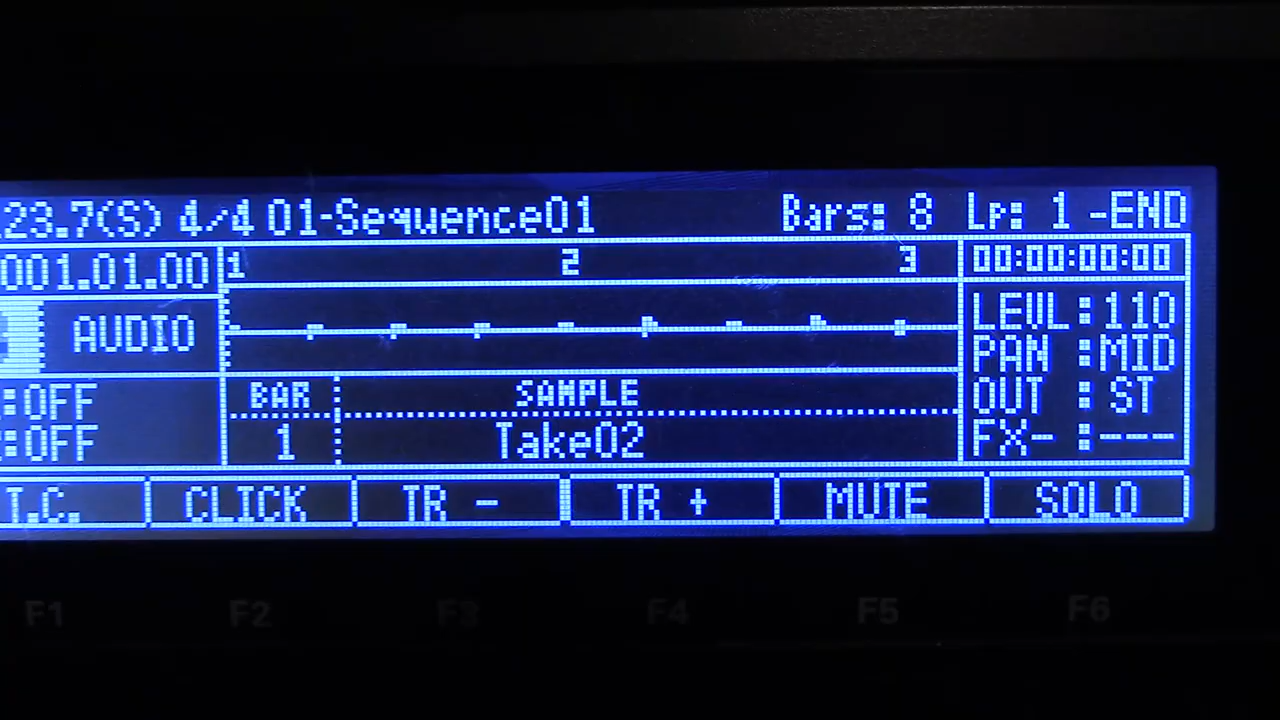 23.7(S) 4/4 01-Sequence01 Bars: 8 Lp: 1 -END
001.01.00 1 2 3 00:00:00:00
AUDIO
LEVL:110
PAN :MID
OUT :ST
FX- :---
:OFF
:OFF
BAR SAMPLE
1 Take02
T.C. CLICK TR - TR + MUTE SOLO
F1 F2 F3 F4 F5 F6